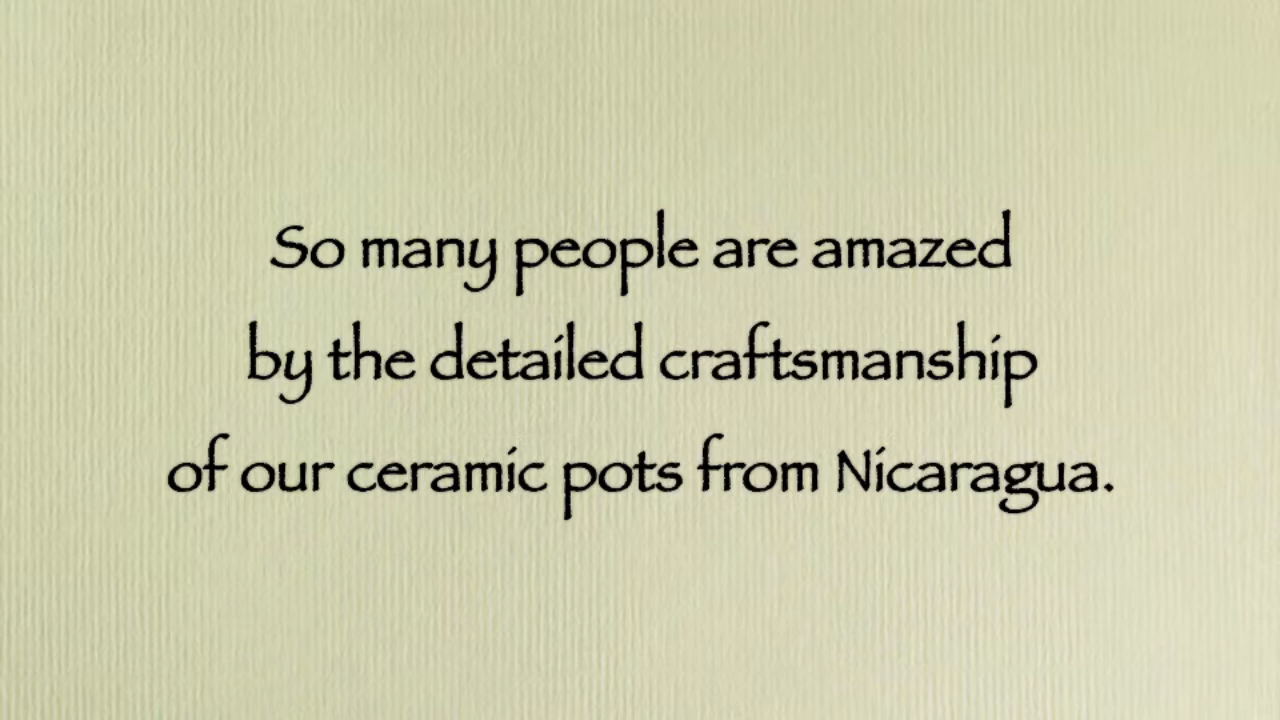 So many people are amazed
by the detailed craftsmanship
of our ceramic pots from Nicaragua.